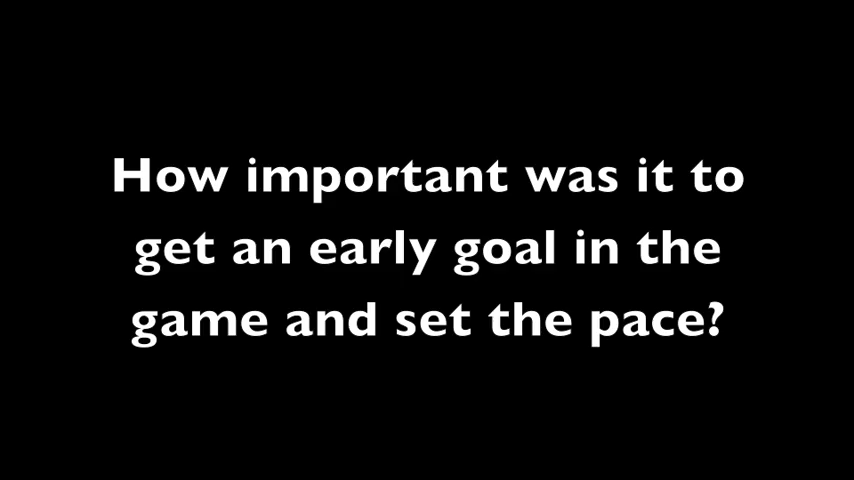 How important was it to
get an early goal in the
game and set the pace?